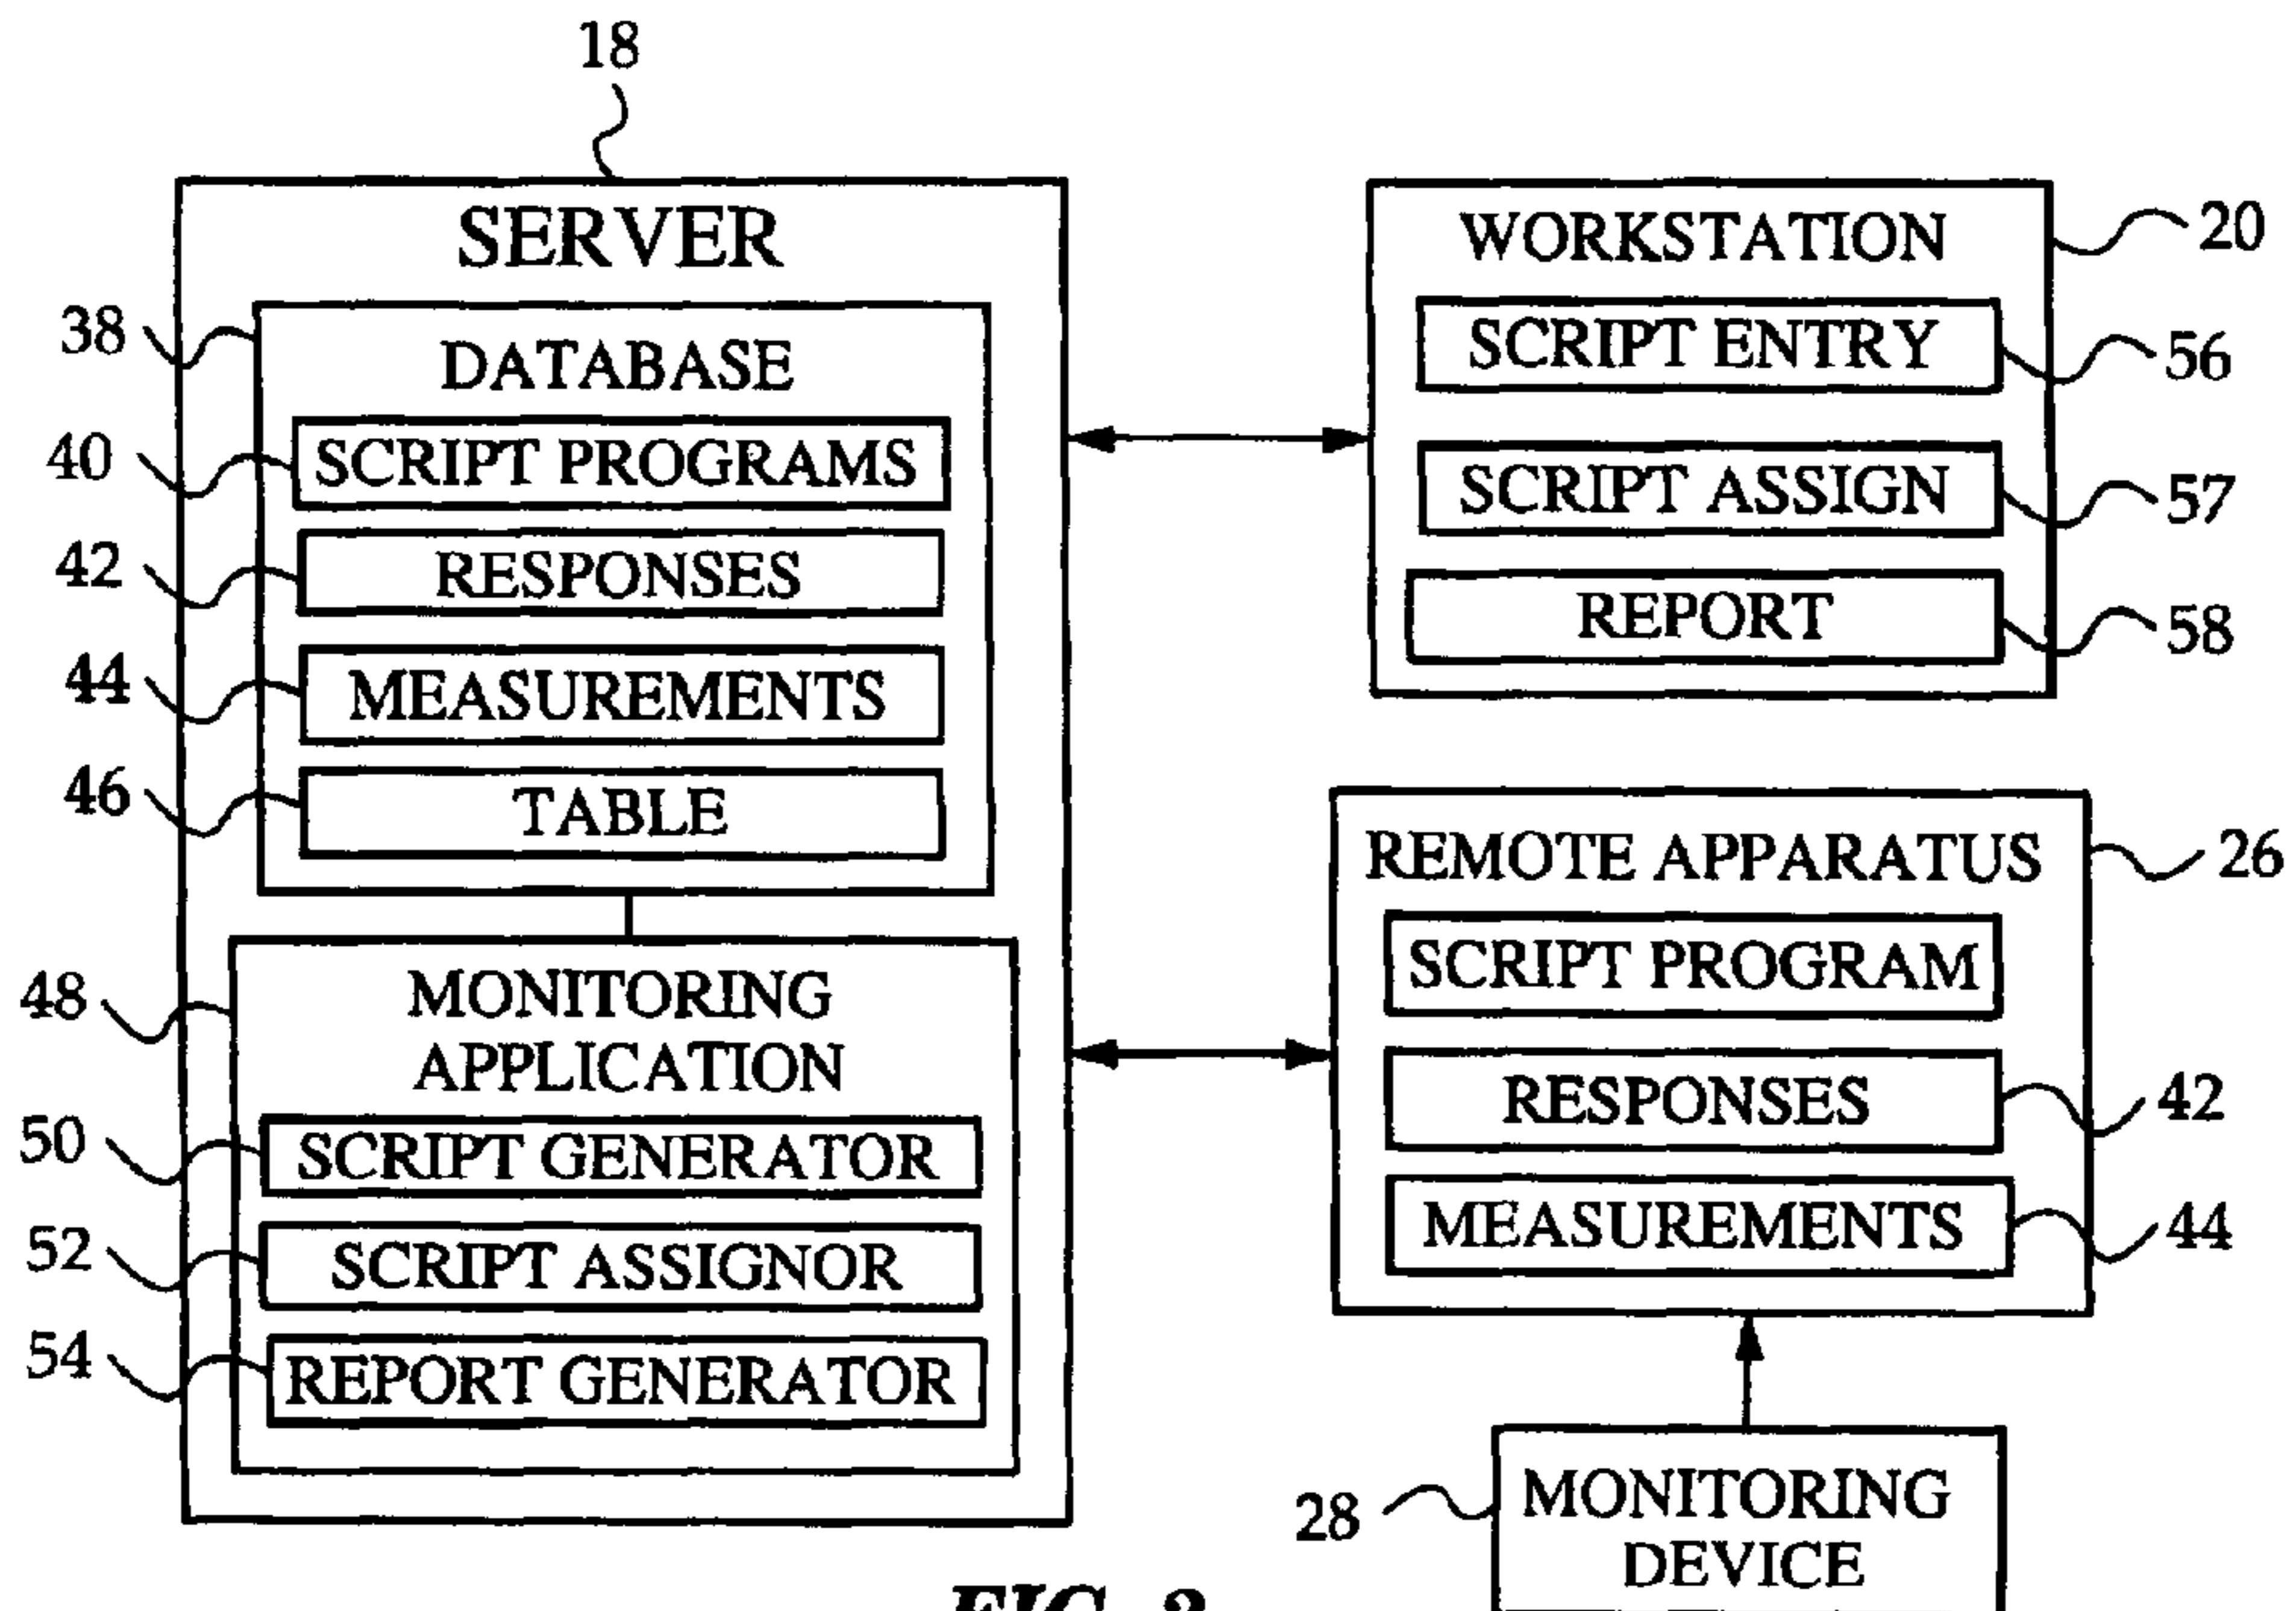 18
SERVER
38
DATABASE
40
SCRIPT PROGRAMS
42
RESPONSES
44
MEASUREMENTS
46
TABLE
48
MONITORING
APPLICATION
50
SCRIPT GENERATOR
52
SCRIPT ASSIGNOR
54
REPORT GENERATOR
WORKSTATION
20
SCRIPT ENTRY
56
SCRIPT ASSIGN
57
REPORT
58
REMOTE APPARATUS
26
SCRIPT PROGRAM
RESPONSES
42
MEASUREMENTS
44
28
MONITORING
DEVICE